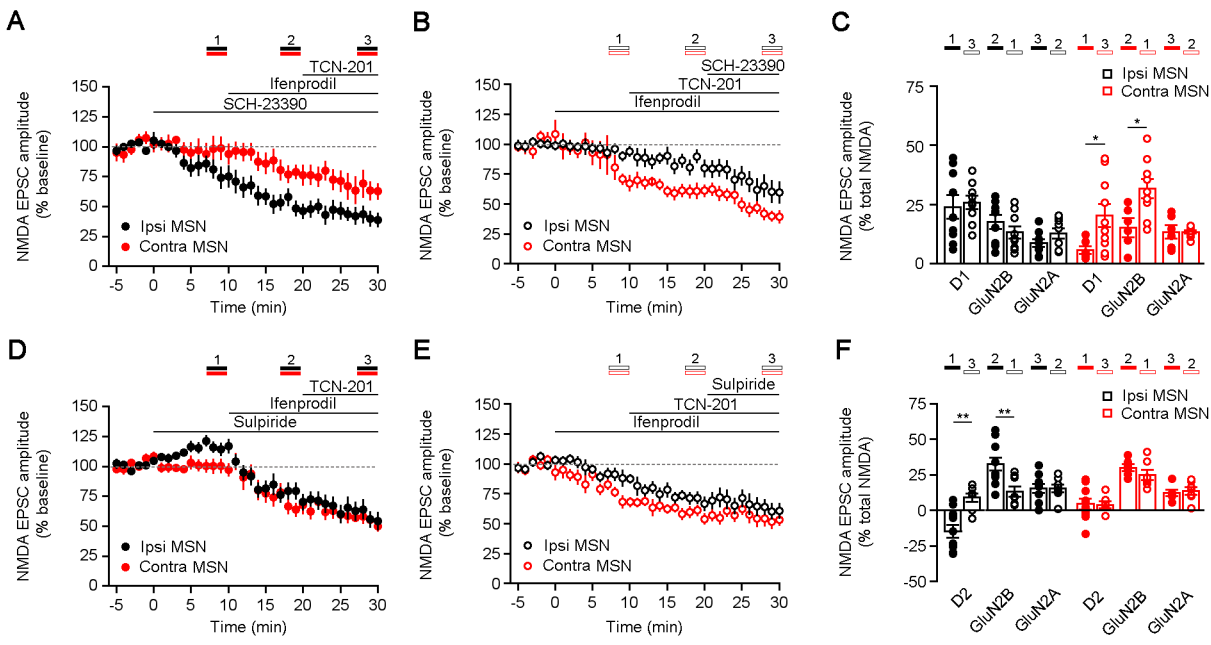 A
1 2 3
TCN-201
Ifenprodil
SCH-23390
NMDA EPSC amplitude
(% baseline)
150
125
100
75
50
25
0
Ipsi MSN
Contra MSN
-5 0 5 10 15 20 25 30
Time (min)
B
1 2 3
SCH-23390
TCN-201
Ifenprodil
NMDA EPSC amplitude
(% baseline)
150
125
100
75
50
25
0
Ipsi MSN
Contra MSN
-5 0 5 10 15 20 25 30
Time (min)
C
1 3 2 1 3 2 1 3 2 1 3 2
Ipsi MSN
Contra MSN
NMDA EPSC amplitude
(% total NMDA)
75
50
25
0
* *
D1 GluN2B GluN2A D1 GluN2B GluN2A
D
1 2 3
TCN-201
Ifenprodil
Sulpiride
NMDA EPSC amplitude
(% baseline)
150
125
100
75
50
25
0
Ipsi MSN
Contra MSN
-5 0 5 10 15 20 25 30
Time (min)
E
1 2 3
Sulpiride
TCN-201
Ifenprodil
NMDA EPSC amplitude
(% baseline)
150
125
100
75
50
25
0
Ipsi MSN
Contra MSN
-5 0 5 10 15 20 25 30
Time (min)
F
1 3 2 1 3 2 1 3 2 1 3 2
Ipsi MSN
Contra MSN
NMDA EPSC amplitude
(% total NMDA)
75
50
25
0
-25
-50
** **
D2 GluN2B GluN2A D2 GluN2B GluN2A